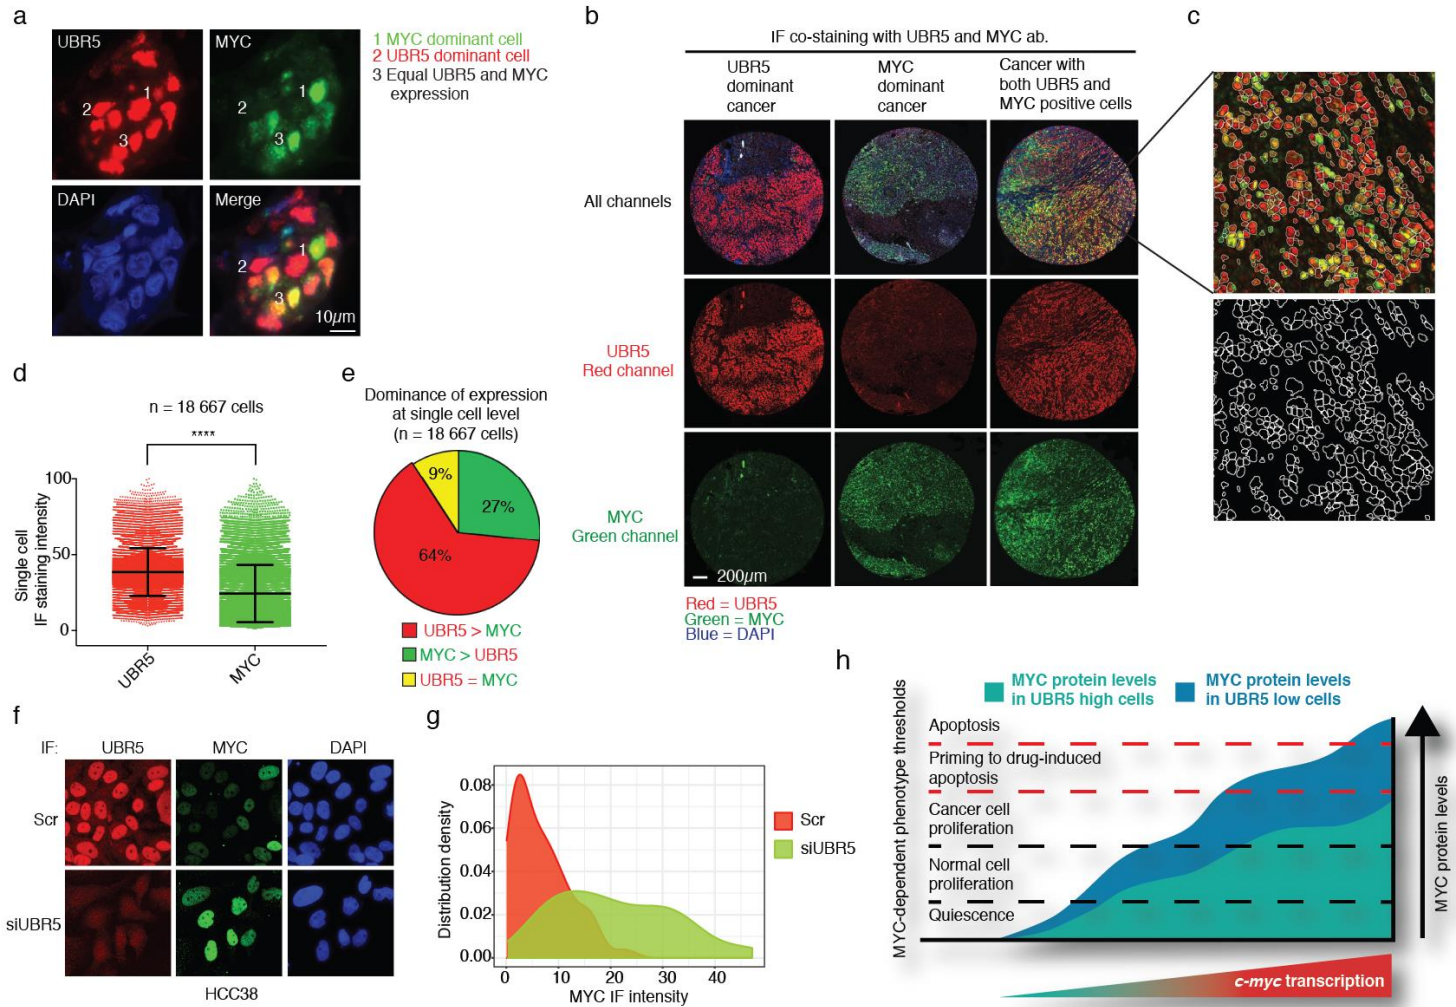 a
UBR5
MYC
1
2
3
1
2
3
DAPI
Merge
1
2
3
10µm
1 MYC dominant cell
2 UBR5 dominant cell
3 Equal UBR5 and MYC
expression
b
IF co-staining with UBR5 and MYC ab.
UBR5
dominant
cancer
MYC
dominant
cancer
Cancer with
both UBR5 and
MYC positive cells
All channels
UBR5
Red channel
MYC
Green channel
200µm
Red = UBR5
Green = MYC
Blue = DAPI
c
d
n = 18 667 cells
****
Single cell
IF staining intensity
100
50
0
UBR5
MYC
e
Dominance of expression
at single cell level
(n = 18 667 cells)
9%
27%
64%
UBR5 > MYC
MYC > UBR5
UBR5 = MYC
f
IF:
UBR5
MYC
DAPI
Scr
siUBR5
HCC38
g
Distribution density
0.08
0.06
0.04
0.02
0.00
0
10
20
30
40
MYC IF intensity
Scr
siUBR5
h
MYC protein levels
in UBR5 high cells
MYC protein levels
in UBR5 low cells
MYC-dependent phenotype thresholds
Apoptosis
Priming to drug-induced
apoptosis
Cancer cell
proliferation
Normal cell
proliferation
Quiescence
MYC protein levels
c-myc transcription